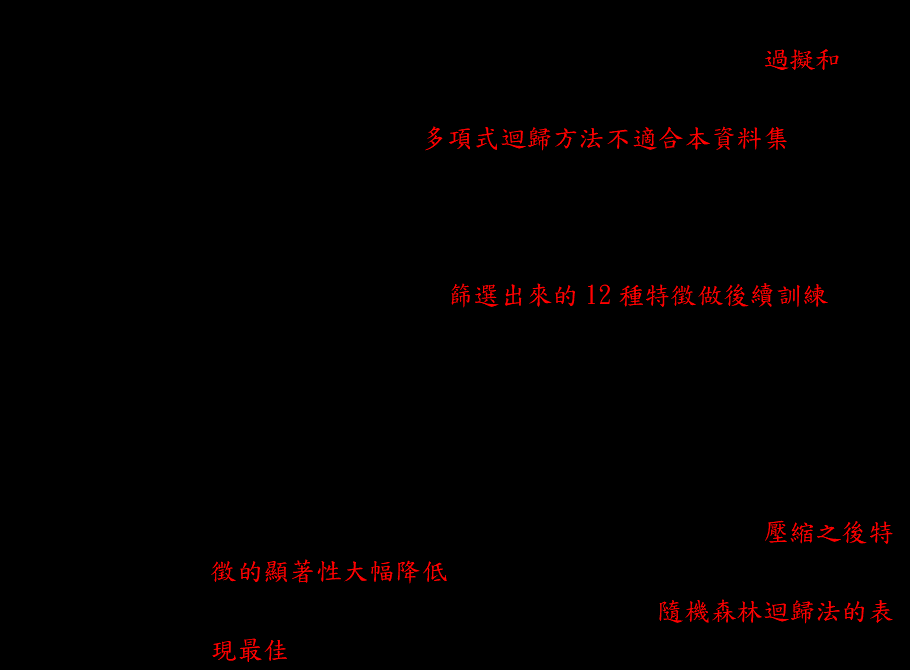 過擬和
多項式迴歸方法不適合本資料集
篩選出來的 12 種特徵做後續訓練
壓縮之後特
徵的顯著性大幅降低
隨機森林迴歸法的表
現最佳